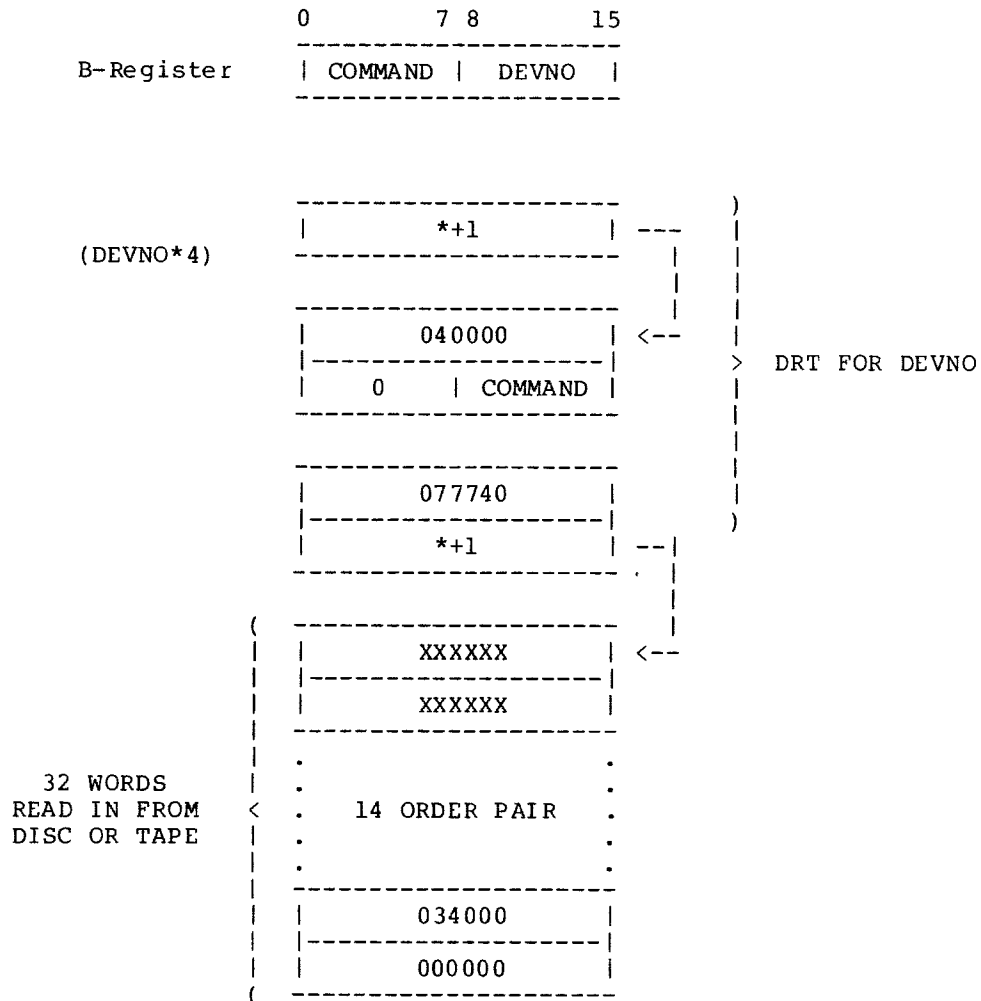 0 7 8 15
B-Register | COMMAND | DEVNO |
| *+1 |
(DEVNO*4)
| 040000 |
> DRT FOR DEVNO
| 0 | COMMAND |
| 077740 |
| *+1 |
| XXXXXX |
| XXXXXX |
32 WORDS
READ IN FROM < 14 ORDER PAIR
DISC OR TAPE
| 034000 |
| 000000 |